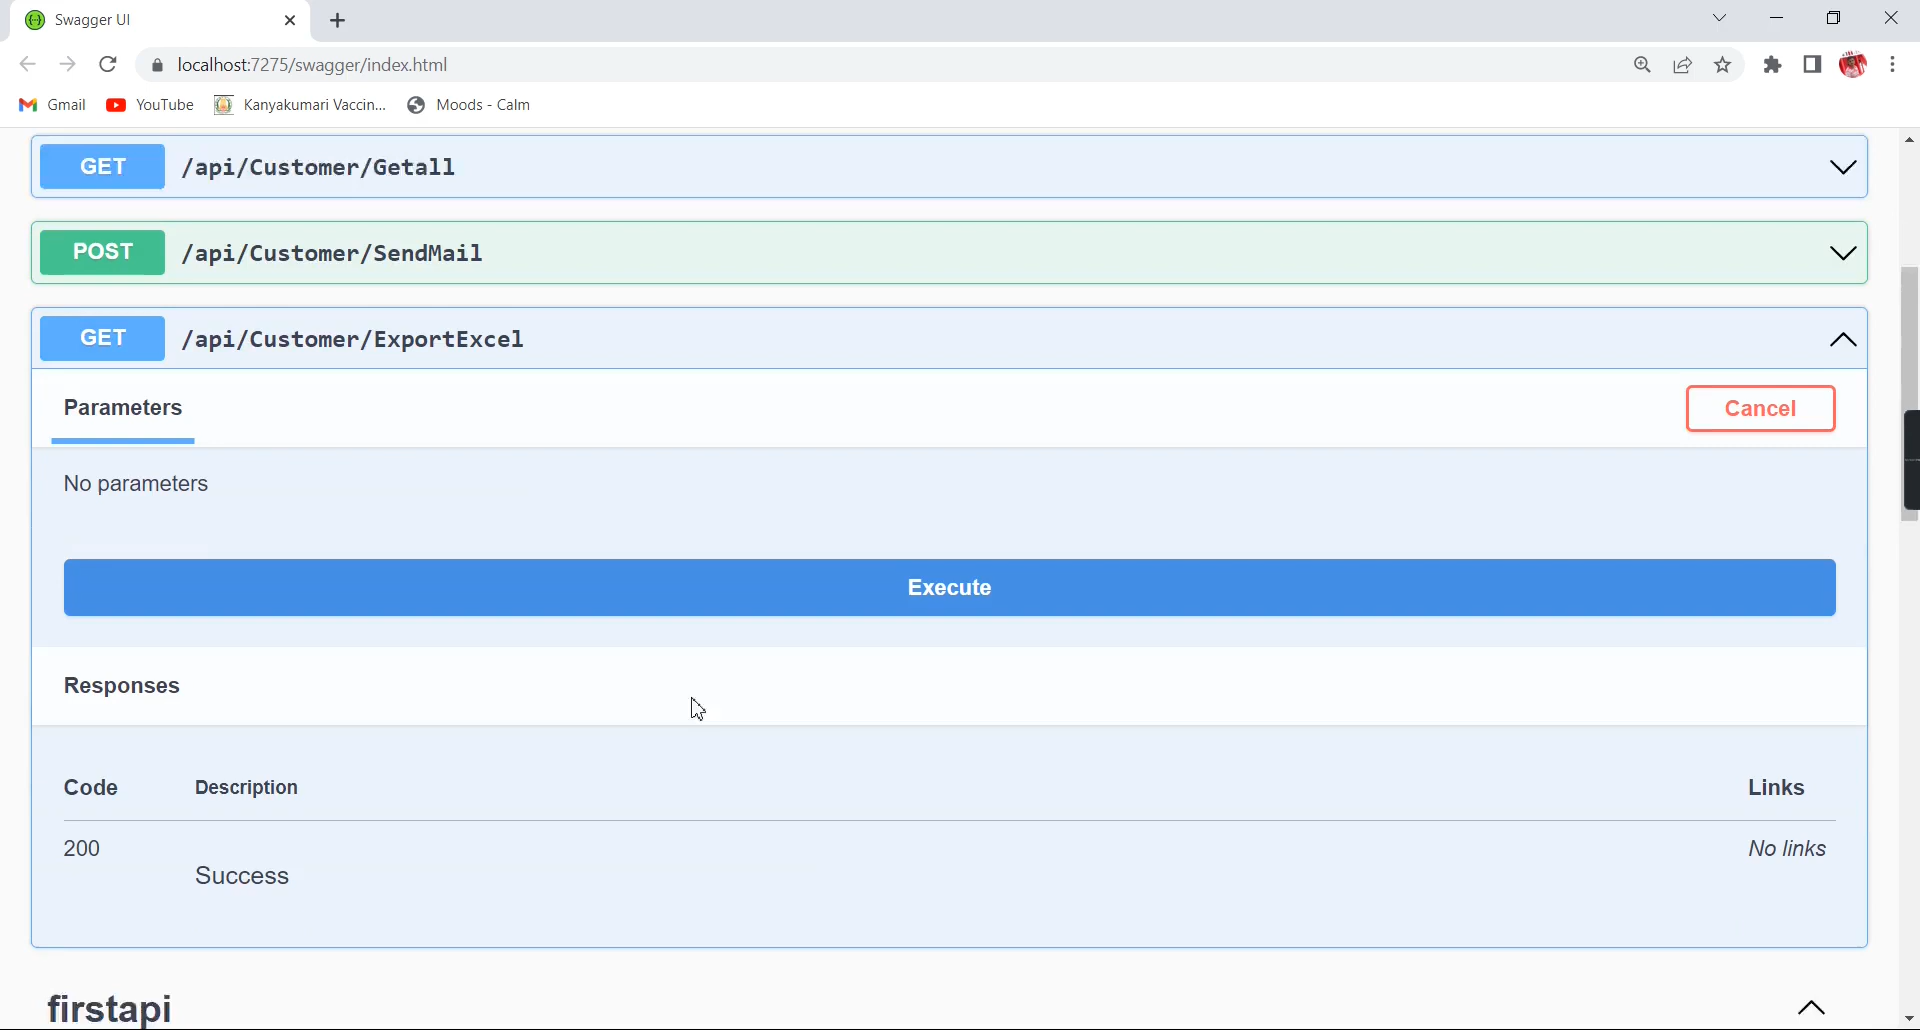 Swagger UI
localhost:7275/swagger/index.html
Gmail YouTube Kanyakumari Vaccin... Moods - Calm
GET /api/Customer/Getall
POST /api/Customer/SendMail
GET /api/Customer/ExportExcel
Parameters Cancel
No parameters
Execute
Responses
Code Description Links
200 No links
Success
firstapi